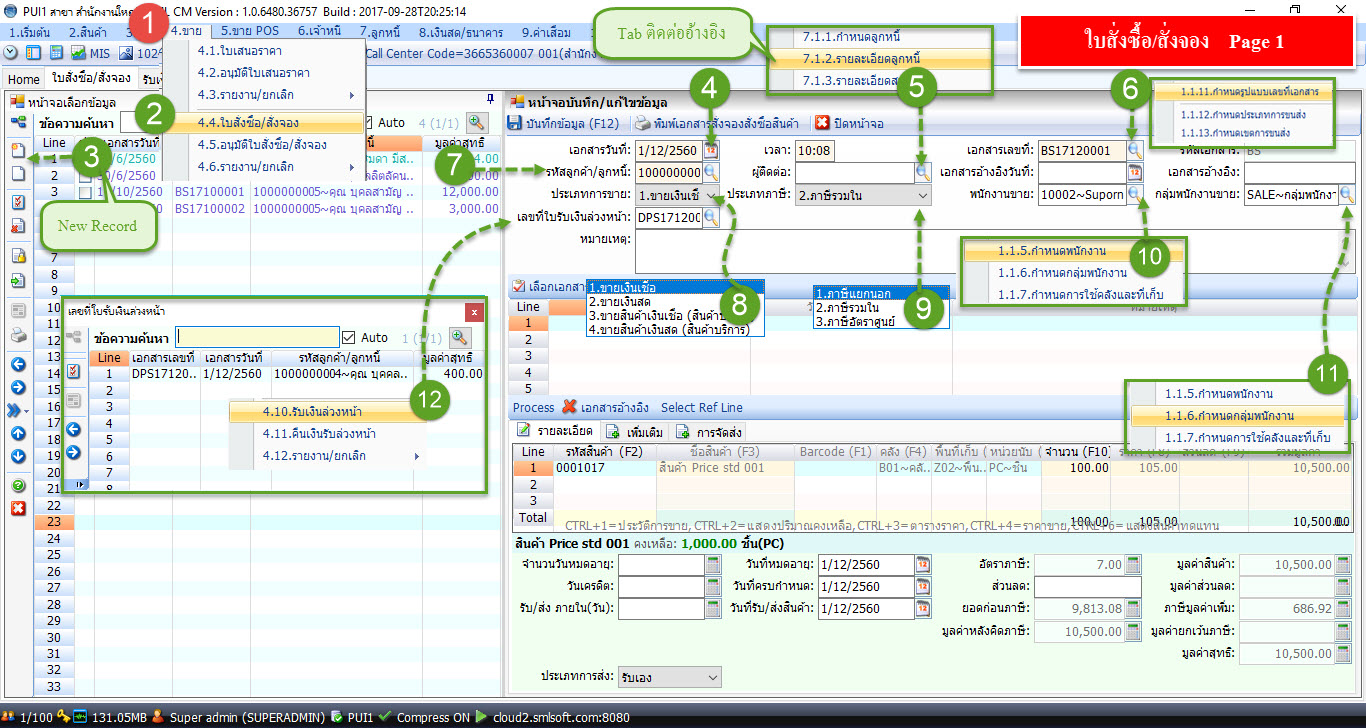 PUI1 สาขา สำนักงานใหญ่
CM Version : 1.0.6480.36757 Build : 2017-09-28T20:25:14
1
1.เริ่มต้น 2.สินค้า 4.ขาย 5.ขาย POS 6.เจ้าหนี้ 7.ลูกหนี้ 8.เงินสด/ธนาคาร 9.ค่าเสื่อม
MIS
Call Center Code=3665360007 001(สำนักง
Home ใบสั่งซื้อ/สั่งจอง
4.1.ใบเสนอราคา
4.2.อนุมัติใบเสนอราคา
4.3.รายงาน/ยกเลิก
4.4.ใบสั่งซื้อ/สั่งจอง
4.5.อนุมัติใบสั่งซื้อ/สั่งจอง
4.6.รายงาน/ยกเลิก
Tab ติดต่ออ้างอิง
7.1.1.กำหนดลูกหนี้
7.1.2.รายละเอียดลูกหนี้
ใบสั่งซื้อ/สั่งจอง Page 1
1.1.11.กำหนดรูปแบบเลขที่เอกสาร
1.1.12.กำหนดประเภทการขนส่ง
1.1.13.กำหนดเขตการขนส่ง
2
3
4
5
6
7
หน้าจอเลือกข้อมูล
ข้อความค้นหา Auto 4 (1/1)
Line เอกสารวันที่ มูลค่าสุทธิ
3 10/2560 BS17100001 1000000005~คุณ บุคลสามัญ .. 12,000.00
BS17100002 1000000005~คุณ บุคลสามัญ .. 3,000.00
New Record
7
8
9
10
11
12
13
14
15
16
17
18
19
20
21
22
23
24
25
26
27
28
29
30
31
32
33
เลขที่ใบรับเงินล่วงหน้า
ข้อความค้นหา Auto 1 (1/1)
Line เอกสารเลขที่ เอกสารวันที่ รหัสลูกค้า/ลูกหนี้ มูลค่าสุทธิ
1 DPS17120.. 1/12/2560 1000000004~คุณ บุคคล.. 400.00
2
3
4
5
6
7
8
12
4.10.รับเงินล่วงหน้า
4.11.คืนเงินรับล่วงหน้า
4.12.รายงาน/ยกเลิก
หน้าจอบันทึก/แก้ไขข้อมูล
บันทึกข้อมูล (F12) พิมพ์เอกสารสั่งจองสั่งซื้อสินค้า ปิดหน้าจอ
เอกสารวันที่: 1/12/2560 เวลา: 10:08 เอกสารเลขที่: BS17120001 รหัสเอกสาร: BS
รหัสลูกค้า/ลูกหนี้: 100000000 ผู้ติดต่อ: เอกสารอ้างอิงวันที่: เอกสารอ้างอิง:
ประเภทการขาย: 1.ขายเงินเชื่ ประเภทภาษี: 2.ภาษีรวมใน พนักงานขาย: 10002~Suporn กลุ่มพนักงานขาย: SALE~กลุ่มพนักง
เลขที่ใบรับเงินล่วงหน้า: DPS171200
หมายเหตุ:
1.1.5.กำหนดพนักงาน
1.1.6.กำหนดกลุ่มพนักงาน
1.1.7.กำหนดการใช้คลังและที่เก็บ
10
เลือกเอกสา
1.ขายเงินเชื่อ
2.ขายเงินสด
3.ขายสินค้าเงินเชื่อ (สินค้าบ
4.ขายสินค้าเงินสด (สินค้าบริการ)
8
1.ภาษีแยกนอก
2.ภาษีรวมใน
3.ภาษีอัตราศูนย์
9
Line หมายเหตุ
1
2
3
4
5
11
1.1.5.กำหนดพนักงาน
1.1.6.กำหนดกลุ่มพนักงาน
1.1.7.กำหนดการใช้คลังและที่เก็บ
Process เอกสารอ้างอิง Select Ref Line
รายละเอียด เพิ่มเติม การจัดส่ง
Line รหัสสินค้า (F2) ชื่อสินค้า (F3) Barcode (F1) คลัง (F4) พื้นที่เก็บ ( หน่วยนับ ( จำนวน (F10) ราคา (F8) ส่วนลด (F9) รวมมูลค่า
1 0001017 สินค้า Price std 001 B01~คลั.. Z02~พื้น.. PC~ชิ้น 100.00 105.00 10,500.00
2
3
Total 100.00 105.00 10,500.00
CTRL+1=ประวัติการขาย,CTRL+2=แสดงปริมาณคงเหลือ,CTRL+3=ตารางราคา,CTRL+4=ราคาขาย,CTRL+6=แสดงสินค้าทดแทน
สินค้า Price std 001 คงเหลือ: 1,000.00 ชิ้น(PC)
จำนวนวันหมดอายุ: วันที่หมดอายุ: 1/12/2560 อัตราภาษี: 7.00 มูลค่าสินค้า: 10,500.00
วันเครดิต: วันที่ครบกำหนด: 1/12/2560 ส่วนลด: มูลค่าส่วนลด:
รับ/ส่ง ภายใน(วัน): วันที่รับ/ส่งสินค้า: 1/12/2560 ยอดก่อนภาษี: 9,813.08 ภาษีมูลค่าเพิ่ม: 686.92
มูลค่าหลังคิดภาษี: 10,500.00 มูลค่ายกเว้นภาษี:
มูลค่าสุทธิ: 10,500.00
ประเภทการส่ง: รับเอง
1/100 131.05MB Super admin (SUPERADMIN) PUI1 Compress ON cloud2.smlsoft.com:8080